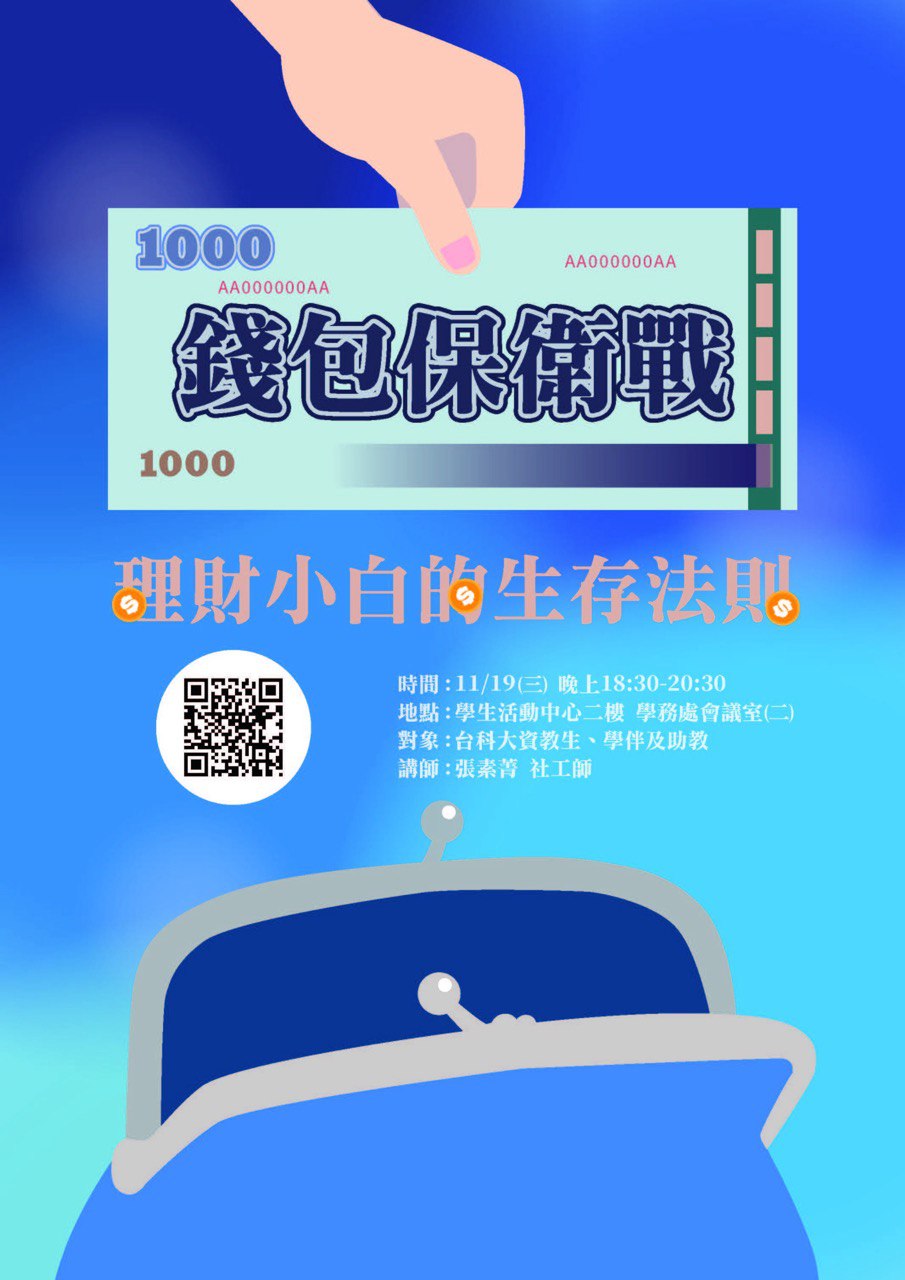 1000
AA000000AA
AA000000AA
錢包保衛戰
1000
理財小白的生存法則
時間：11/19(三) 晚上18:30-20:30
地點：學生活動中心二樓 學務處會議室(二)
對象：台科大資教生、學伴及助教
講師：張素菁 社工師